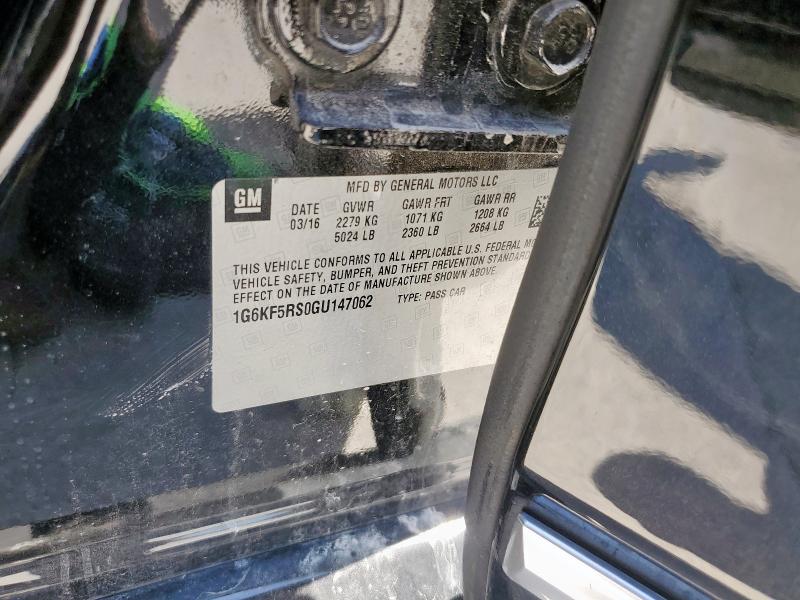 GM
MFD BY GENERAL MOTORS LLC
DATE GVWR GAWR FRT GAWR RR
03/16 2279 KG 1071 KG 1208 KG
5024 LB 2360 LB 2664 LB
THIS VEHICLE CONFORMS TO ALL APPLICABLE U.S. FEDERAL
VEHICLE SAFETY, BUMPER, AND THEFT PREVENTION STANDARD
EFFECT ON THE DATE OF MANUFACTURE SHOWN ABOVE.
1G6KF5RS0GU147062 TYPE: PASS CAR